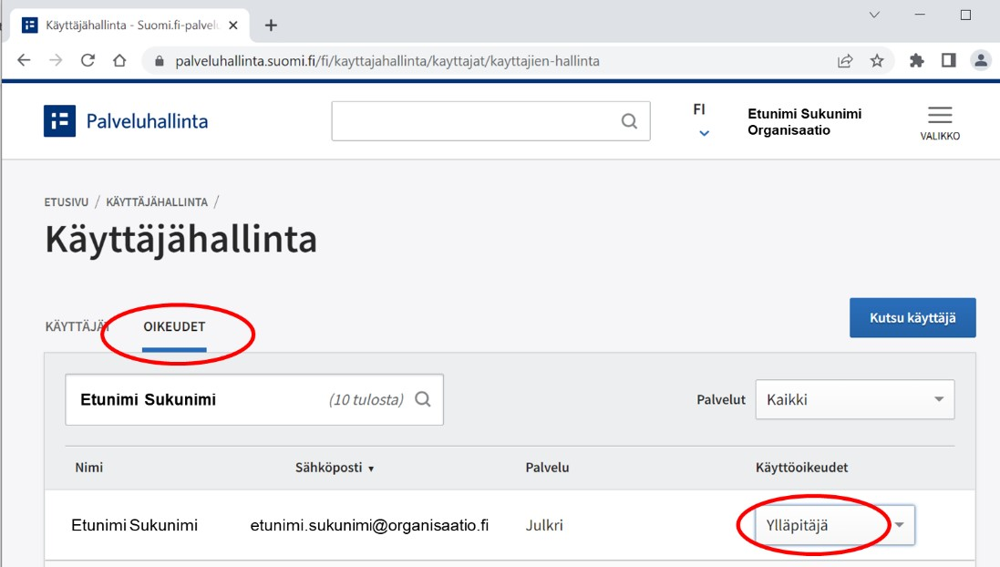 Käyttäjähallinta - Suomi.fi-palvelu
palveluhallinta.suomi.fi/fi/kayttajahallinta/kayttajat/kayttajien-hallinta
Palveluhallinta
FI
Etunimi Sukunimi
Organisaatio
VALIKKO
ETUSIVU / KÄYTTÄJÄHALLINTA /
Käyttäjähallinta
KÄYTTÄJÄT
OIKEUDET
Kutsu käyttäjä
Etunimi Sukunimi (10 tulosta)
Palvelut Kaikki
Nimi Sähköposti Palvelu Käyttöoikeudet
Etunimi Sukunimi etunimi.sukunimi@organisaatio.fi Julkri Ylläpitäjä